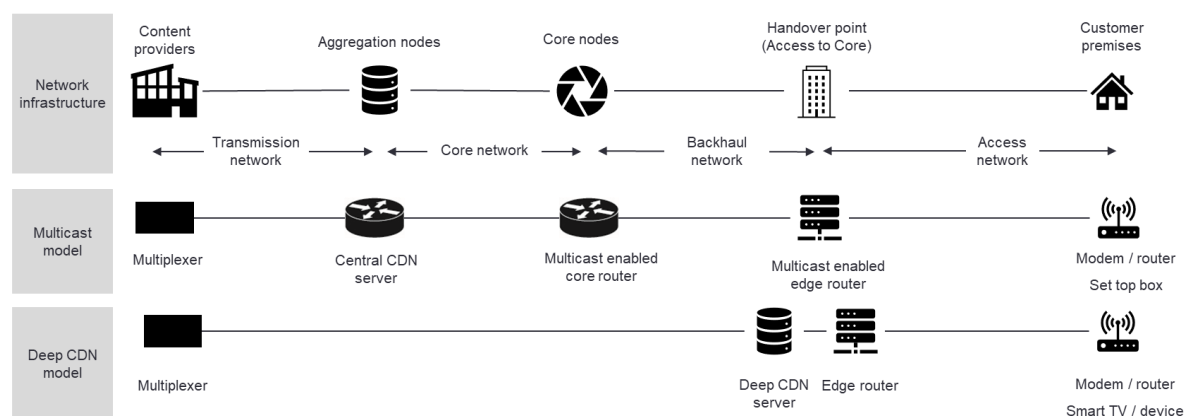 Network
infrastructure
Content
providers
Aggregation nodes
Core nodes
Handover point
(Access to Core)
Customer
premises
Transmission
network
Core network
Backhaul
network
Access
network
Multicast
model
Multiplexer
Central CDN
server
Multicast enabled
core router
Multicast enabled
edge router
Modem / router
Set top box
Deep CDN
model
Multiplexer
Deep CDN
server
Edge router
Modem / router
Smart TV / device